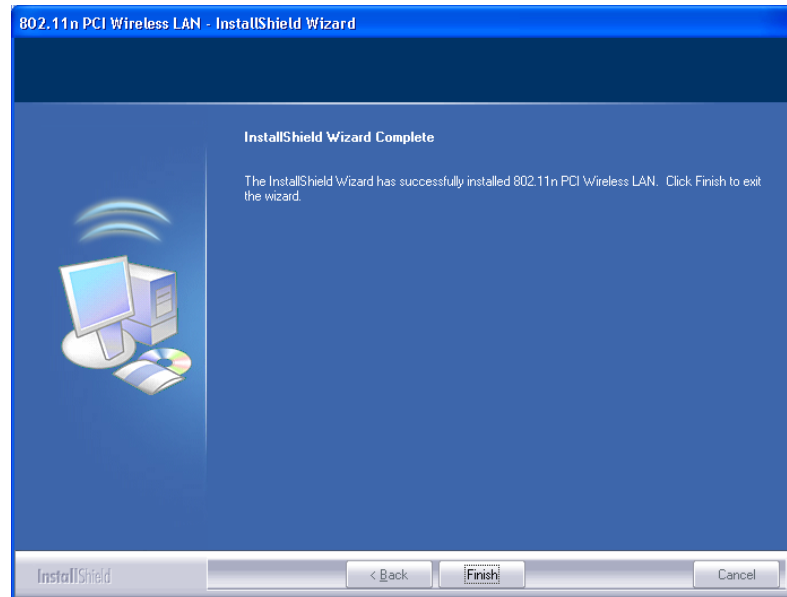 802.11n PCI Wireless LAN - InstallShield Wizard
InstallShield Wizard Complete
The InstallShield Wizard has successfully installed 802.11n PCI Wireless LAN. Click Finish to exit
the wizard.
InstallShield
< Back
Finish
Cancel